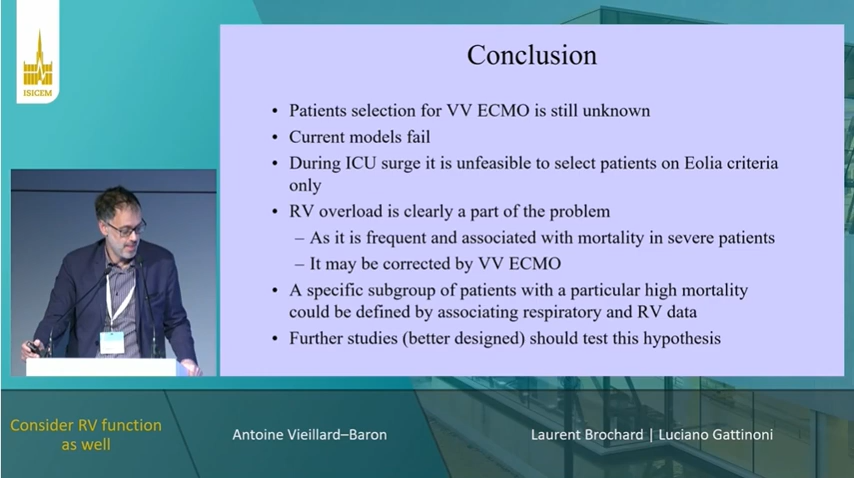 ISICEM
Conclusion
• Patients selection for VV ECMO is still unknown
• Current models fail
• During ICU surge it is unfeasible to select patients on Eolia criteria
only
• RV overload is clearly a part of the problem
– As it is frequent and associated with mortality in severe patients
– It may be corrected by VV ECMO
• A specific subgroup of patients with a particular high mortality
could be defined by associating respiratory and RV data
• Further studies (better designed) should test this hypothesis
Consider RV function
as well
Antoine Vieillard–Baron
Laurent Brochard | Luciano Gattinoni